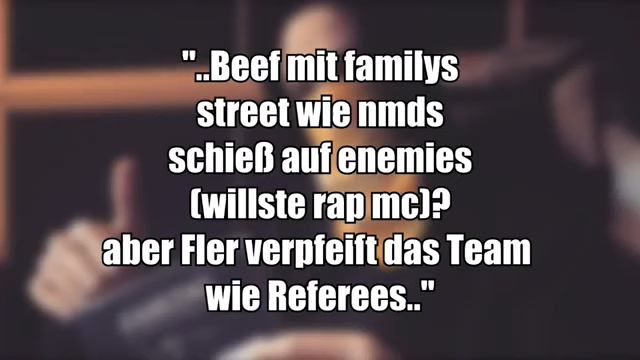 "..Beef mit familys
street wie nmds
schieß auf enemies
(willste rap mc)?
aber Fler verpfeift das Team
wie Referees.."